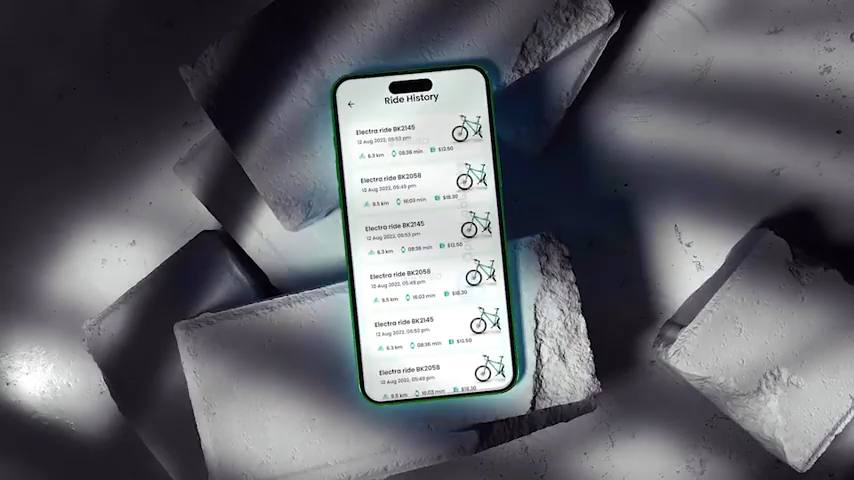 Ride History
Electra ride BK2145
12 Aug 2022, 06:53 pm
6.3 km 08:36 min $12.50
Electra ride BK2058
12 Aug 2022, 05:49 pm
9.5 km 16:03 min $18.30
Electra ride BK2145
12 Aug 2022, 06:53 pm
6.3 km 08:36 min $12.50
Electra ride BK2058
12 Aug 2022, 05:49 pm
9.5 km 16:03 min $18.30
Electra ride BK2145
12 Aug 2022, 06:53 pm
6.3 km 08:36 min $12.50
Electra ride BK2058
12 Aug 2022, 05:49 pm
9.5 km 16:03 min $18.30